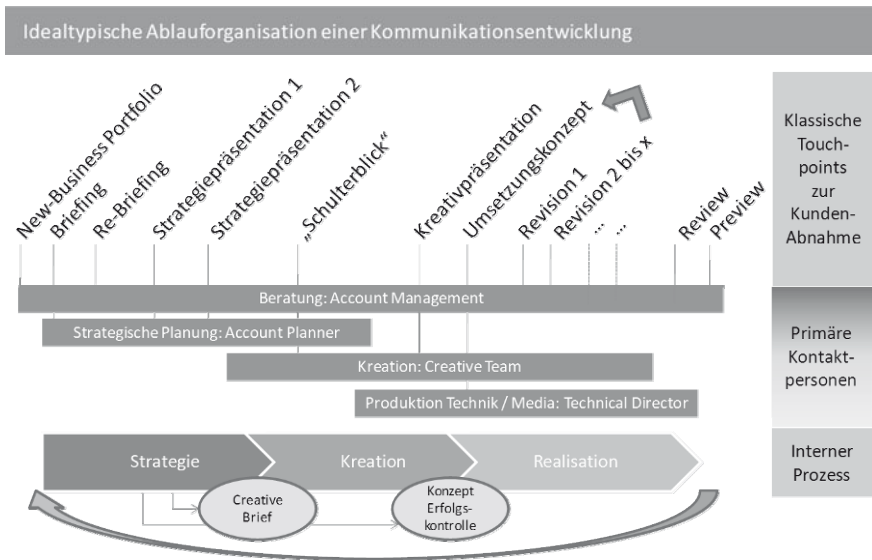 Idealtypische Ablauforganisation einer Kommunikationsentwicklung
New-Business Portfolio
Briefing
Re-Briefing
Strategiepräsentation 1
Strategiepräsentation 2
„Schulterblick“
Kreativpräsentation
Umsetzungskonzept
Revision 1
Revision 2 bis x
...
...
Review
Preview
Klassische
Touch-
points
zur
Kunden-
Abnahme
Beratung: Account Management
Strategische Planung: Account Planner
Kreation: Creative Team
Produktion Technik / Media: Technical Director
Primäre
Kontakt-
personen
Strategie
Kreation
Realisation
Interner
Prozess
Creative
Brief
Konzept
Erfolgs-
kontrolle